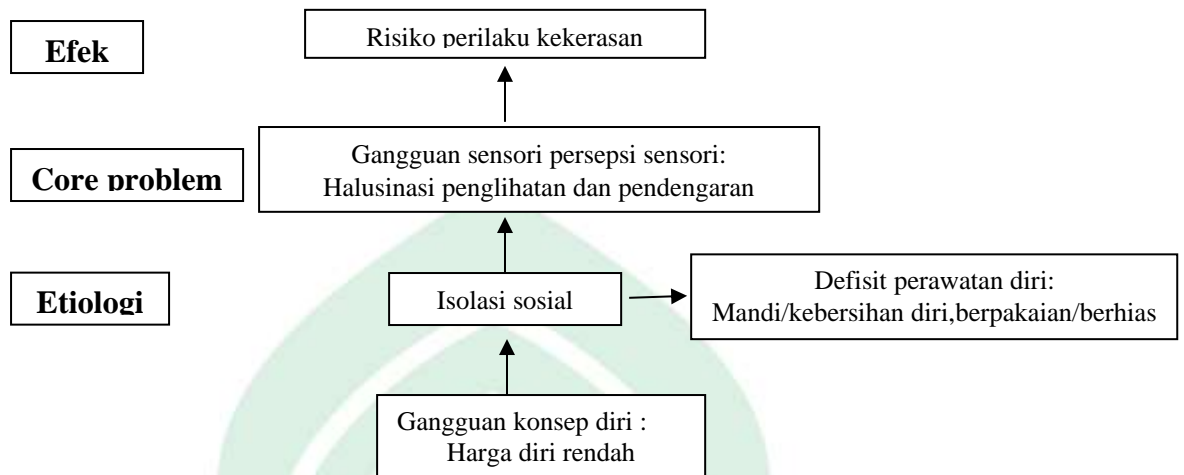 Efek
Risiko perilaku kekerasan
Core problem
Gangguan sensori persepsi sensori:
Halusinasi penglihatan dan pendengaran
Etiologi
Isolasi sosial
Defisit perawatan diri:
Mandi/kebersihan diri,berpakaian/berhias
Gangguan konsep diri :
Harga diri rendah